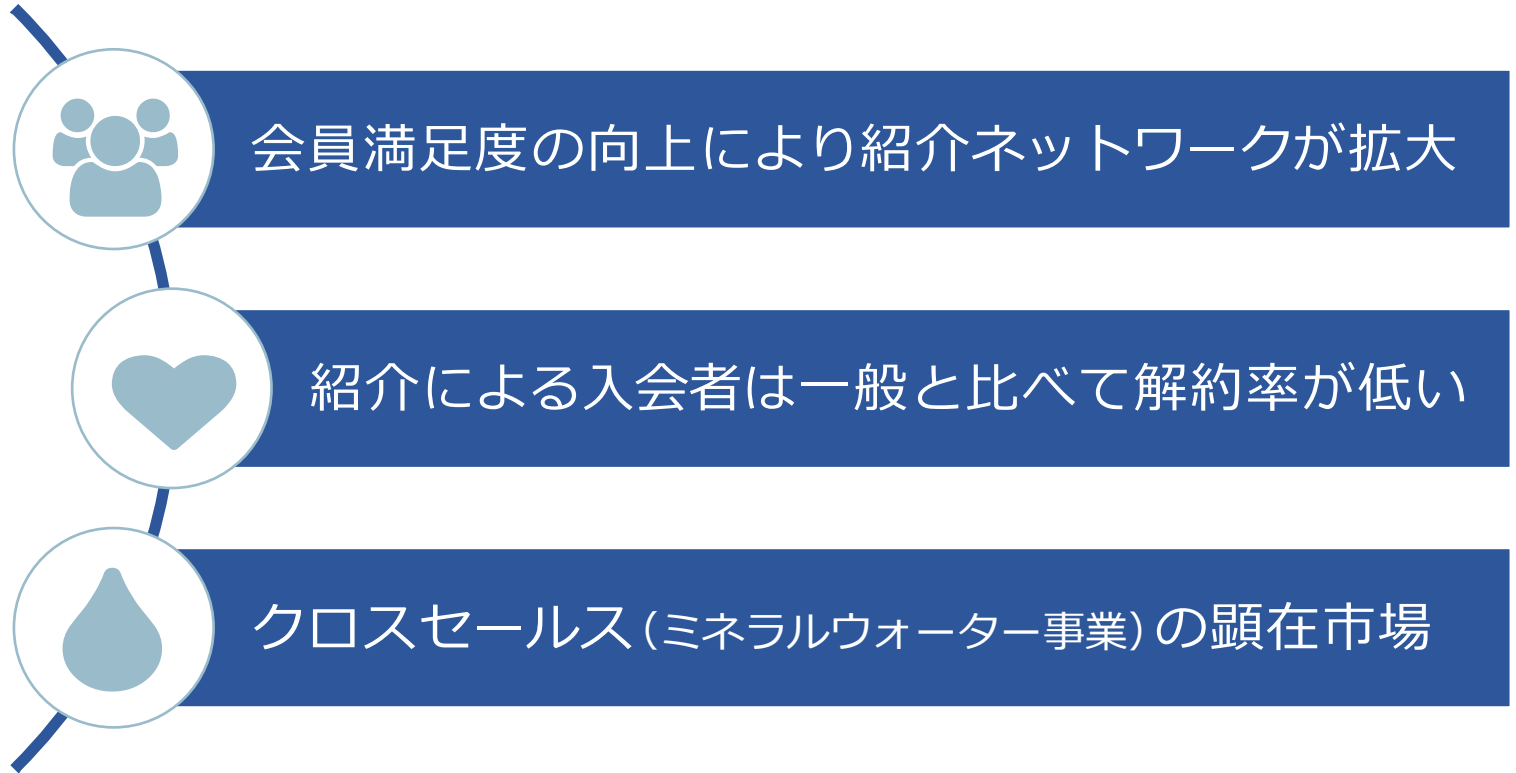 会員満足度の向上により紹介ネットワークが拡大
紹介による入会者は一般と比べて解約率が低い
クロスセールス（ミネラルウォーター事業）の顕在市場